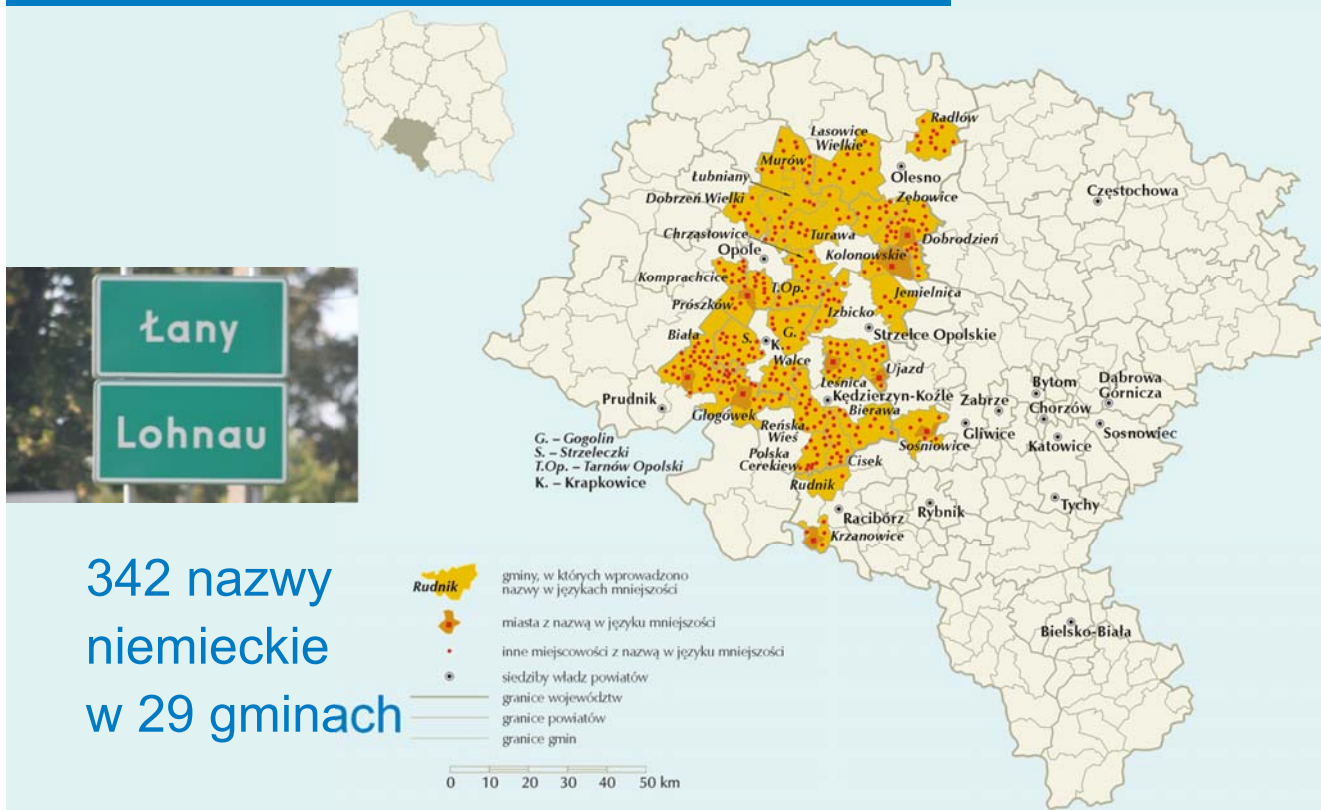 Radłów
Łasowice
Wielkie
Murów
Olesno
Łubniany
Częstochowa
Dobrzeń Wielki
Zębowice
Chrząstowice
Turawa
Dobrodzień
Opole
Kolonowskie
Komprachcice
T.Op.
Jemielnica
Prószków
Izbicko
Biała
S.
G.
Strzelce Opolskie
K.
Walce
Ujazd
Leśnica
Bytom
Dabrowa
Górnicza
Prudnik
Kędzierzyn-Koźle
Zabrze
Chorzów
Głogówek
Bierawa
Gliwice
Katowice
Sosnowiec
Reńska
Wieś
Sośniowice
Polska
Cerekiew
Cisek
Rudnik
Tychy
Racibórz
Rybnik
Krzanowice
Bielsko-Biała
Łany
Lohnau
G. – Gogolin
S. – Strzeleczki
T.Op. – Tarnów Opolski
K. – Krapkowice
342 nazwy
niemieckie
w 29 gminach
Rudnik
gminy, w których wprowadzono
nazwy w językach mniejszości
miasta z nazwą w języku mniejszości
inne miejscowości z nazwą w języku mniejszości
siedziby władz powiatów
granice województw
granice powiatów
granice gmin
0 10 20 30 40 50 km